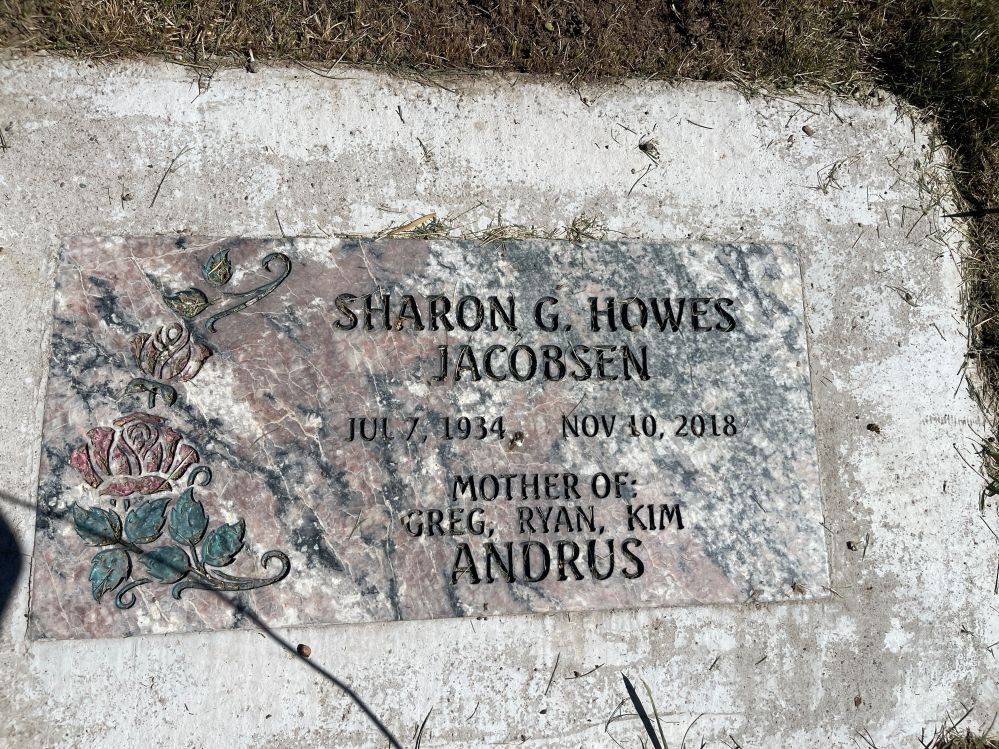 SHARON G. HOWES
JACOBSEN
JUL 7, 1934 NOV 10, 2018
MOTHER OF:
GREG, RYAN, KIM
ANDRUS